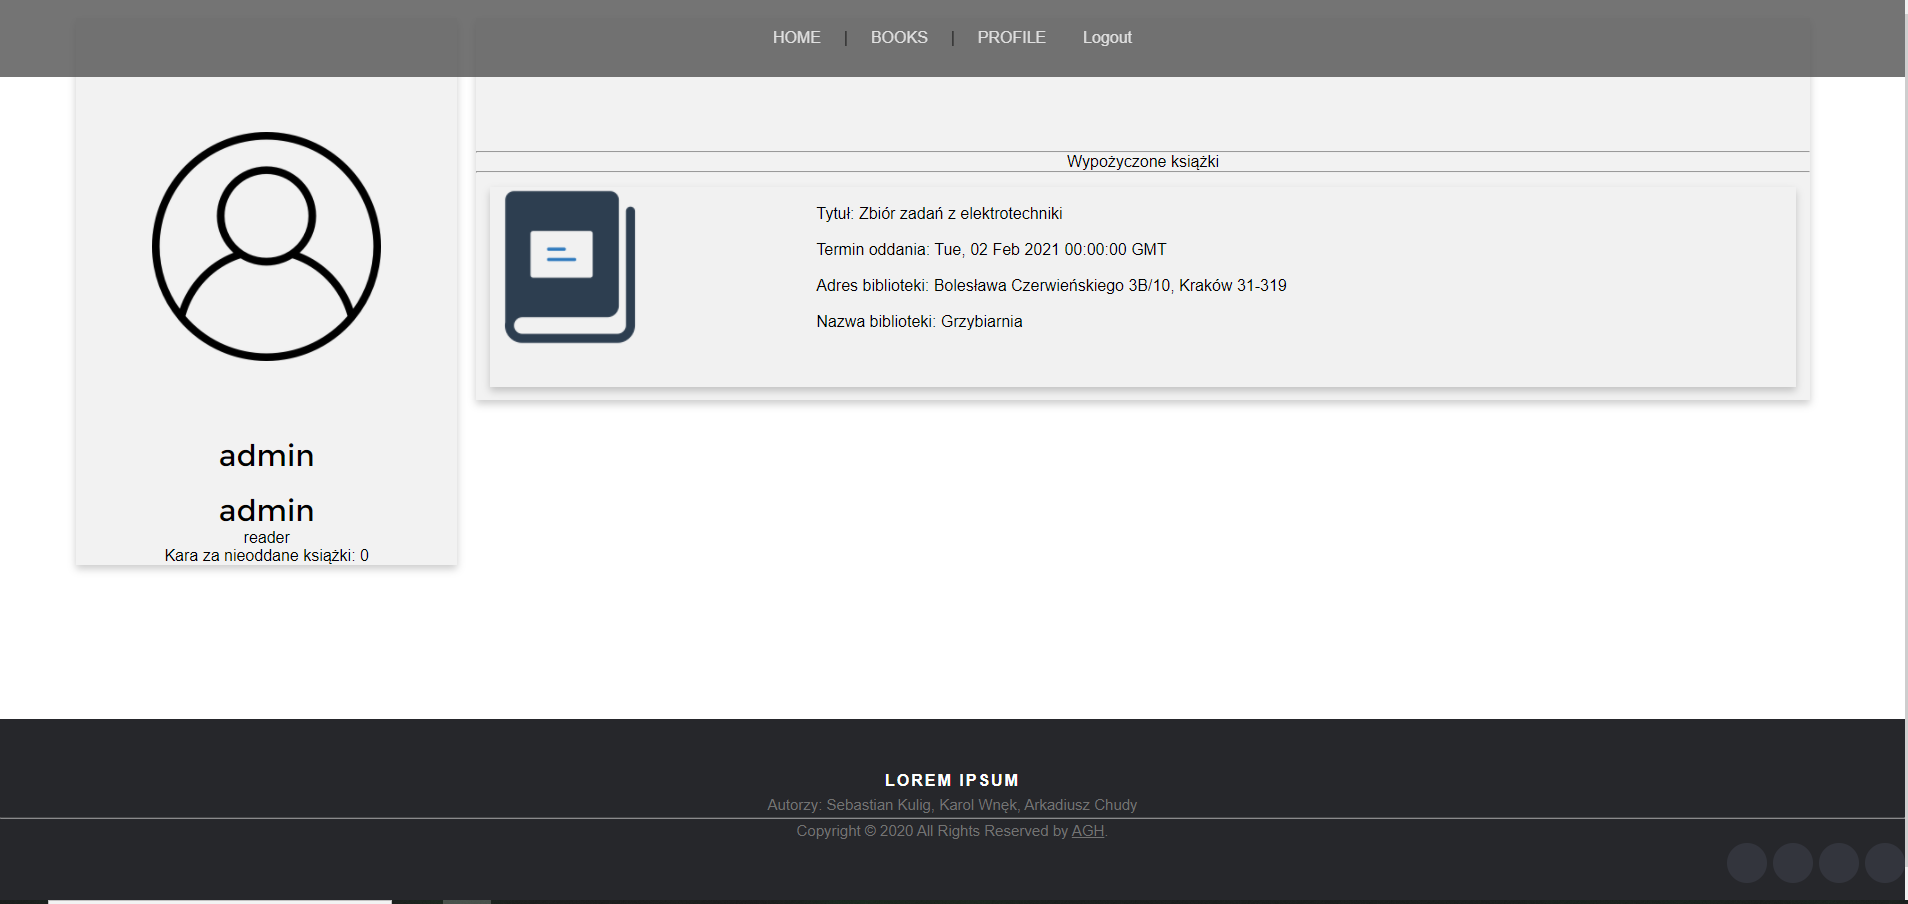 HOME | BOOKS | PROFILE Logout
admin
admin
reader
Kara za nieoddane książki: 0
Wypożyczone książki
Tytuł: Zbiór zadań z elektrotechniki
Termin oddania: Tue, 02 Feb 2021 00:00:00 GMT
Adres biblioteki: Bolesława Czerwieńskiego 3B/10, Kraków 31-319
Nazwa biblioteki: Grzybiarnia
LOREM IPSUM
Autorzy: Sebastian Kulig, Karol Wnęk, Arkadiusz Chudy
Copyright © 2020 All Rights Reserved by AGH.